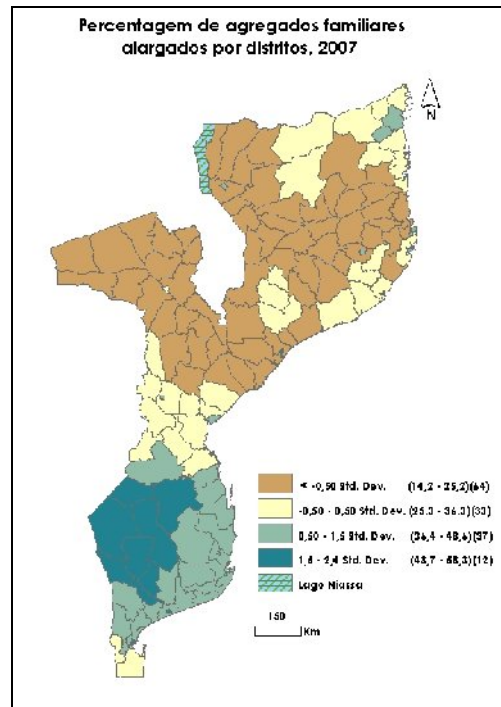 Percentagem de agregados familiares
alargados por distritos, 2007
N
< -0,50 Std. Dev. (14,2 - 25,2)(64)
-0,50 - 0,50 Std. Dev. (25,3 - 36,3)(33)
0,50 - 1,5 Std. Dev. (36,4 - 48,6)(37)
1,5 - 2,4 Std. Dev. (48,7 - 58,3)(12)
Lago Niassa
150
Km